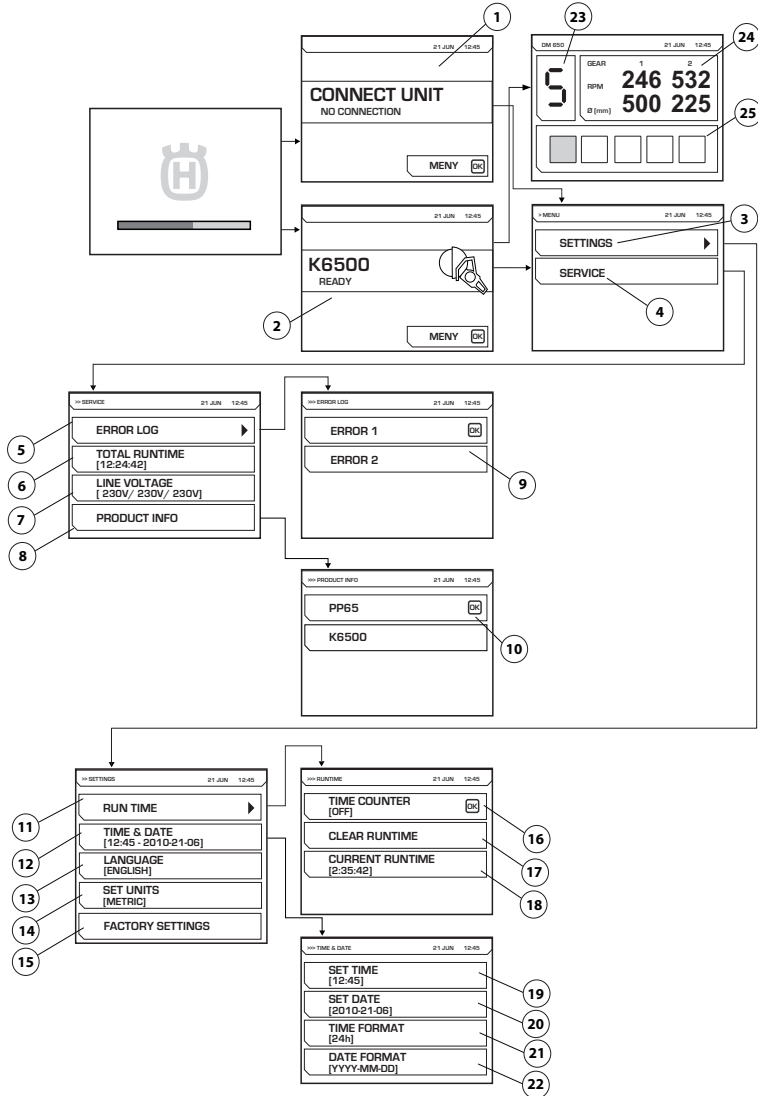 1
21 JUN 12:45
CONNECT UNIT
NO CONNECTION
MENY OK
23
DM 650 21 JUN 12:45
24
GEAR 1 2
RPM 246 532
Ø [mm] 500 225
25
5
H
21 JUN 12:45
K6500
READY
2
MENY OK
> MENU 21 JUN 12:45
SETTINGS
3
SERVICE
4
>> SERVICE 21 JUN 12:45
5
ERROR LOG
6
TOTAL RUNTIME
[12:24:42]
7
LINE VOLTAGE
[ 230V/ 230V/ 230V]
8
PRODUCT INFO
>>> ERROR LOG 21 JUN 12:45
ERROR 1 OK
ERROR 2
9
>>> PRODUCT INFO 21 JUN 12:45
PP65 OK
10
K6500
>> SETTINGS 21 JUN 12:45
11
RUN TIME
12
TIME & DATE
[12:45 - 2010-21-06]
13
LANGUAGE
[ENGLISH]
14
SET UNITS
[METRIC]
15
FACTORY SETTINGS
>>> RUNTIME 21 JUN 12:45
TIME COUNTER OK
[OFF]
16
CLEAR RUNTIME
17
CURRENT RUNTIME
[2:35:42]
18
>>> TIME & DATE 21 JUN 12:45
SET TIME
[12:45]
19
SET DATE
[2010-21-06]
20
TIME FORMAT
[24h]
21
DATE FORMAT
[YYYY-MM-DD]
22